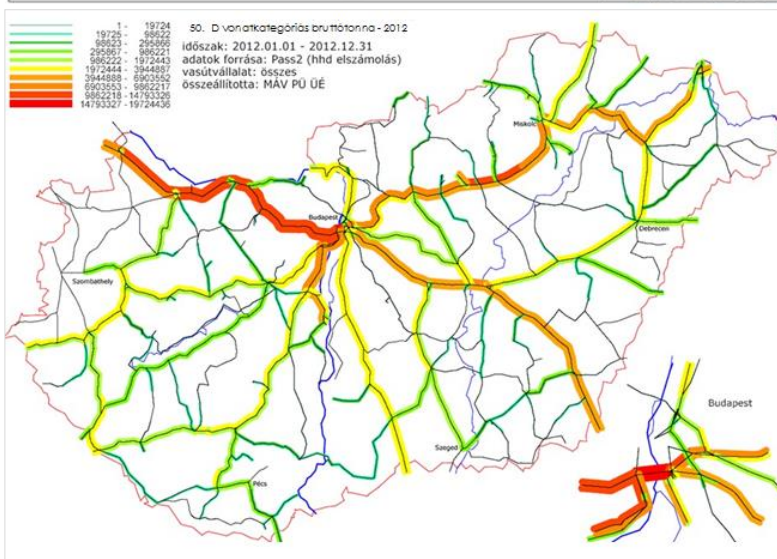 50. D vonatkategóriás bruttótonna - 2012
1 - 19724
19725 - 98622
98623 - 295866
295867 - 986221
986222 - 1972443
1972444 - 3944887
3944888 - 6903552
6903553 - 9862217
9862218 - 14793326
14793327 - 19724436
időszak: 2012.01.01 - 2012.12.31
adatok forrása: Pass2 (hhd elszámolás)
vasútvállalat: összes
összeállította: MÁV PÜ ÜÉ
Miskolc
Budapest
Debrecen
Szombathely
Budapest
Szeged
Pécs